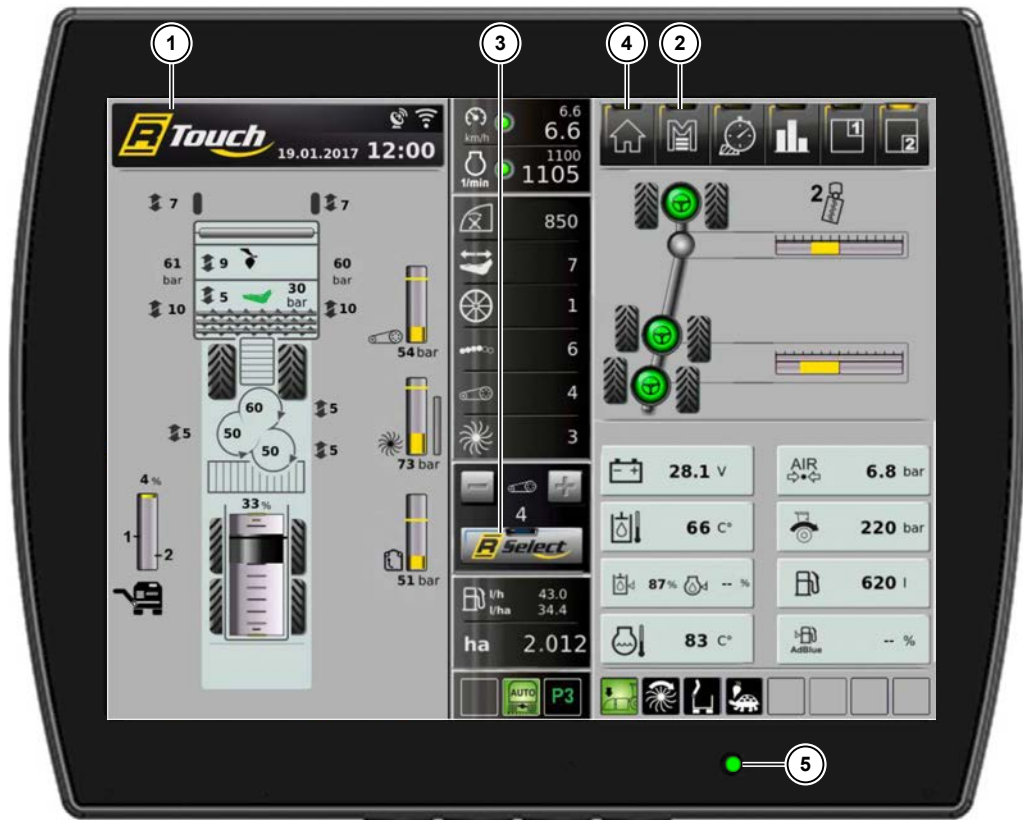 1
3
4
2
R Touch
19.01.2017 12:00
7
7
61
bar
9
60
bar
5
30
bar
10
10
54 bar
60
50
50
5
5
5
73 bar
4 %
33 %
1
2
51 bar
km/h
6.6
6.6
1/min
1100
1105
850
7
1
6
4
3
4
R Select
l/h 43.0
l/ha 34.4
ha 2.012
AUTO
P3
1
2
2
28.1 V
AIR
6.8 bar
66 C°
220 bar
87% -- %
620 l
83 C°
AdBlue
-- %
5